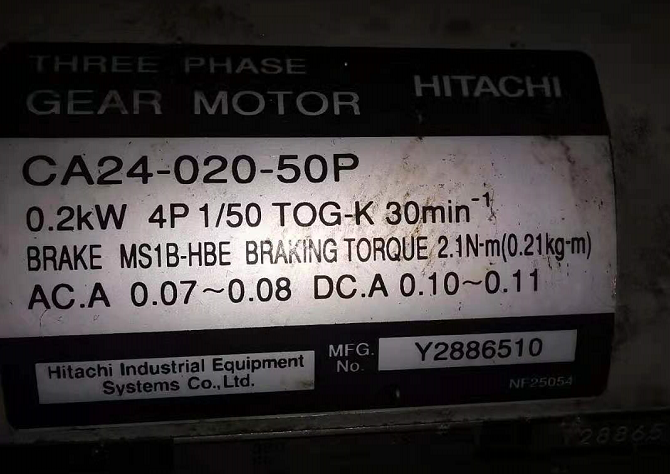 THREE PHASE
GEAR MOTOR
HITACHI
CA24-020-50P
0.2kW 4P 1/50 TOG-K 30min⁻¹
BRAKE MS1B-HBE BRAKING TORQUE 2.1N-m(0.21kg-m)
AC.A 0.07~0.08 DC.A 0.10~0.11
Hitachi Industrial Equipment
Systems Co.,Ltd.
MFG.
No.
Y2886510
NF25054